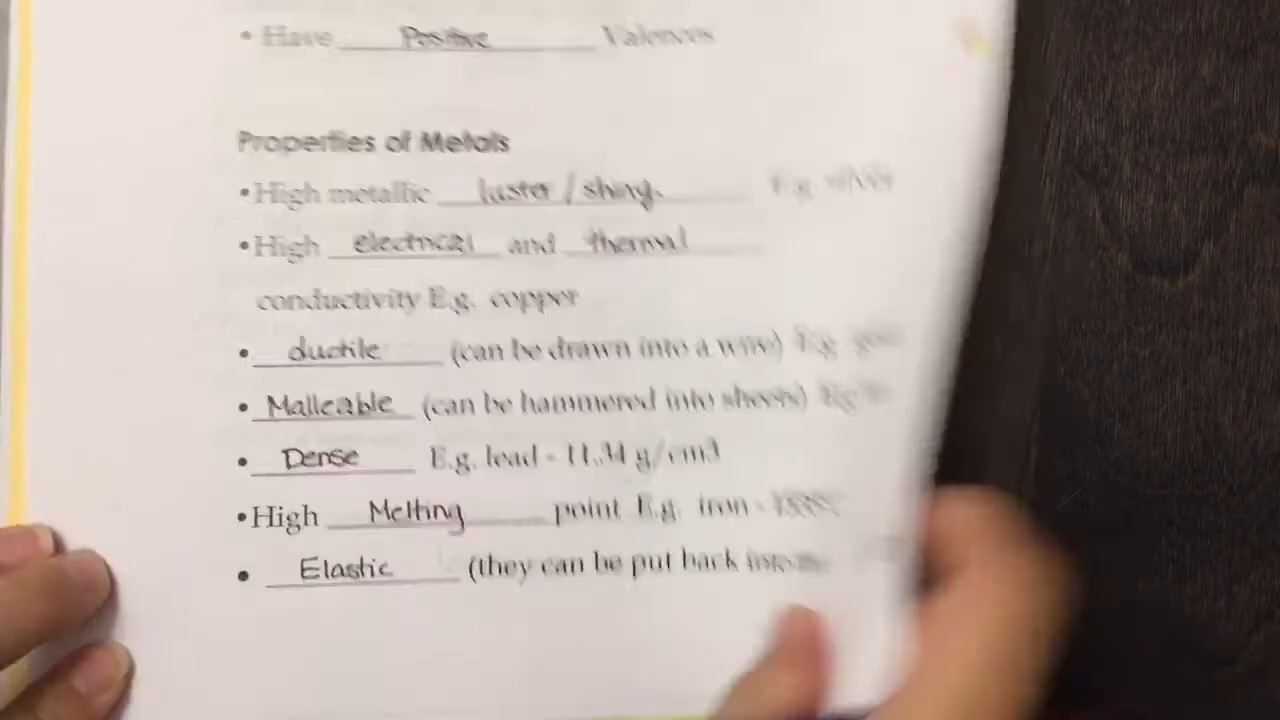 • Have Positive Valences
Properties of Metals
• High metallic luster / shiny. E.g. silver
• High electrical and thermal
conductivity E.g. copper
• ductile (can be drawn into a wire) E.g.
• Malleable (can be hammered into sheets) E.g.
• Dense E.g. lead - 11.34 g/cm3
• High Melting point E.g. iron -
• Elastic (they can be put back into